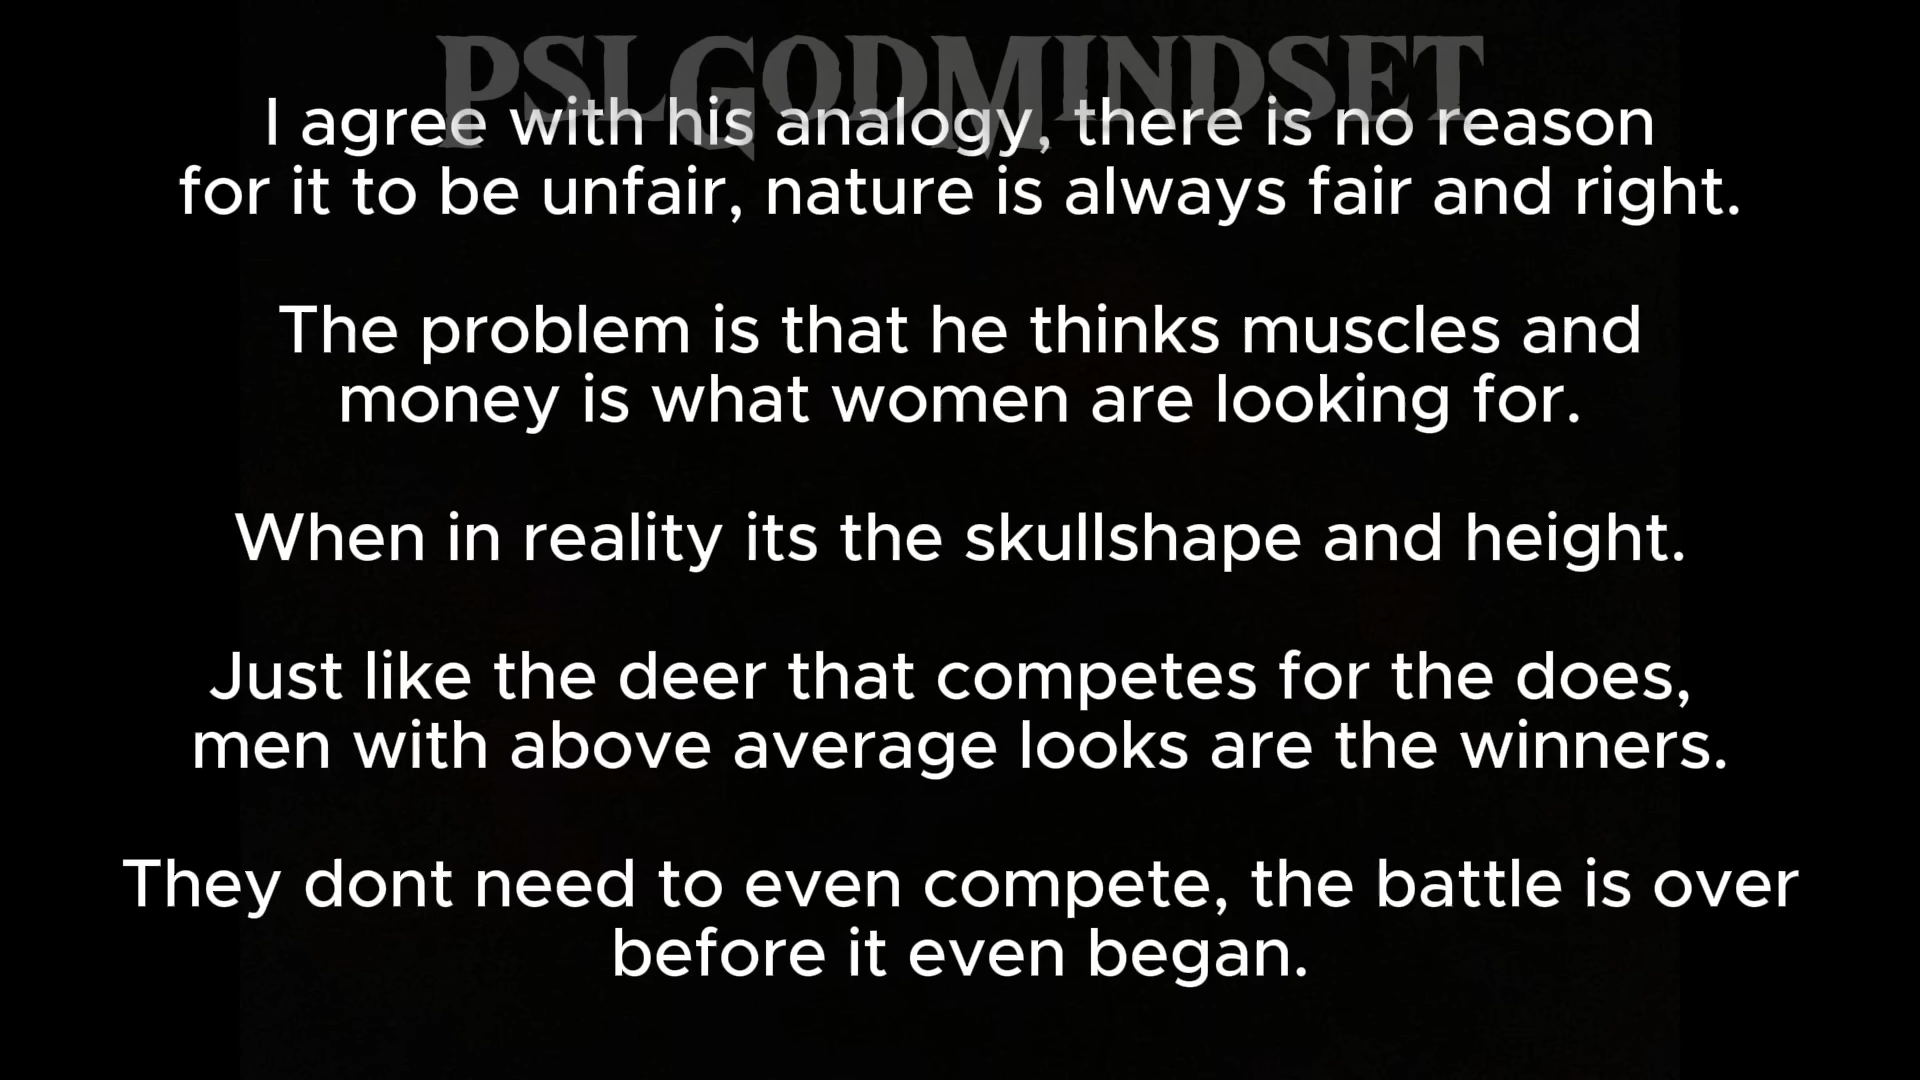 PSLGODMINDSET
I agree with his analogy, there is no reason
for it to be unfair, nature is always fair and right.
The problem is that he thinks muscles and
money is what women are looking for.
When in reality its the skullshape and height.
Just like the deer that competes for the does,
men with above average looks are the winners.
They dont need to even compete, the battle is over
before it even began.